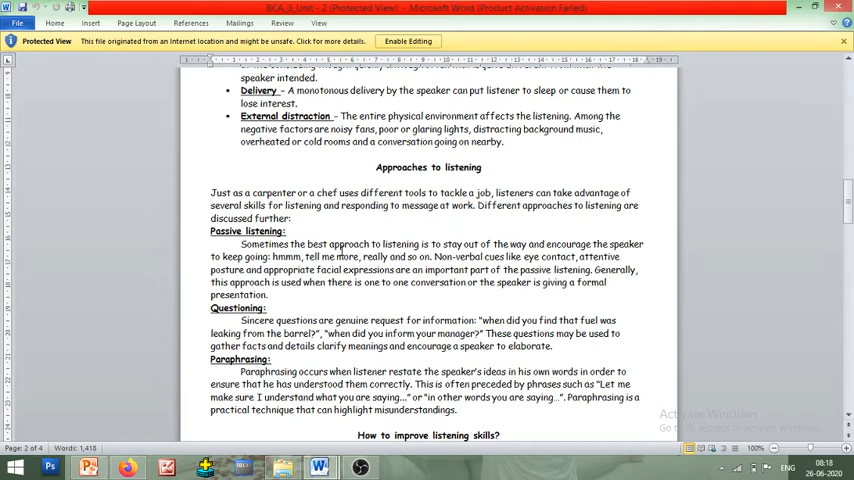 BCA_3_Unit - 2 (Protected View) - Microsoft Word (Product Activation Failed)
File Home Insert Page Layout References Mailings Review View
Protected View This file originated from an Internet location and might be unsafe. Click for more details. Enable Editing
speaker intended.
Delivery – A monotonous delivery by the speaker can put listener to sleep or cause them to
lose interest.
External distraction – The entire physical environment affects the listening. Among the
negative factors are noisy fans, poor or glaring lights, distracting background music,
overheated or cold rooms and a conversation going on nearby.
Approaches to listening
Just as a carpenter or a chef uses different tools to tackle a job, listeners can take advantage of
several skills for listening and responding to message at work. Different approaches to listening are
discussed further:
Passive listening:
Sometimes the best approach to listening is to stay out of the way and encourage the speaker
to keep going: hmmm, tell me more, really and so on. Non-verbal cues like eye contact, attentive
posture and appropriate facial expressions are an important part of the passive listening. Generally,
this approach is used when there is one to one conversation or the speaker is giving a formal
presentation.
Questioning:
Sincere questions are genuine request for information: “when did you find that fuel was
leaking from the barrel?”, “when did you inform your manager?” These questions may be used to
gather facts and details clarify meanings and encourage a speaker to elaborate.
Paraphrasing:
Paraphrasing occurs when listener restate the speaker’s ideas in his own words in order to
ensure that he has understood them correctly. This is often preceded by phrases such as “Let me
make sure I understand what you are saying...” or “in other words you are saying…”. Paraphrasing is a
practical technique that can highlight misunderstandings.
How to improve listening skills?
Activate Windows
Go to PC settings to activate Windows.
Page: 2 of 4 Words: 1,418 100%
ENG 08:18
26-06-2020